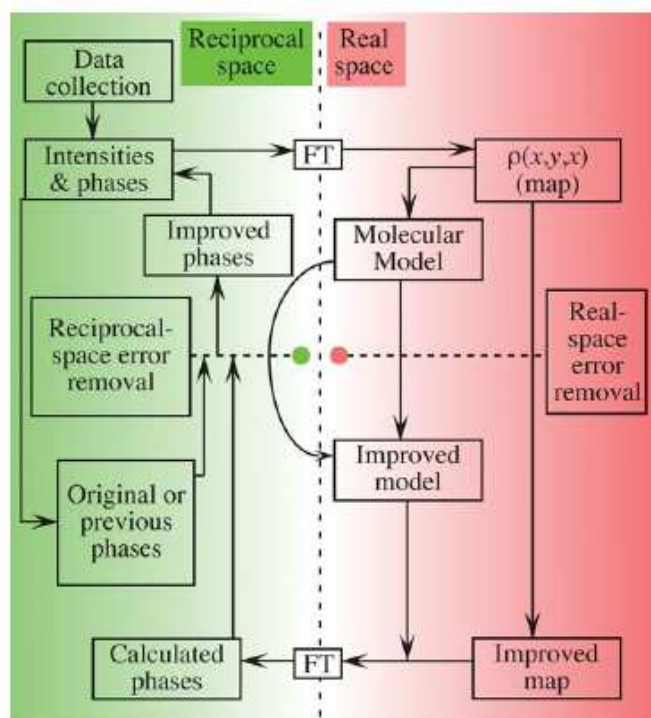 Reciprocal
space
Real
space
Data
collection
Intensities
& phases
FT
ρ(x,y,x)
(map)
Improved
phases
Molecular
Model
Reciprocal-
space error
removal
Real-
space
error
removal
Original or
previous
phases
Improved
model
Calculated
phases
FT
Improved
map